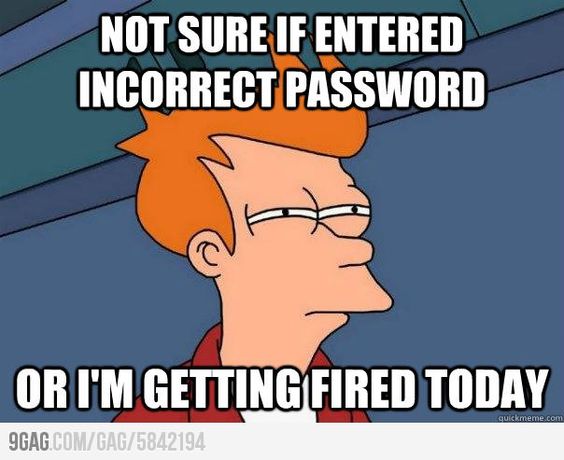 NOT SURE IF ENTERED
INCORRECT PASSWORD
OR I'M GETTING FIRED TODAY
quickmeme.com
9GAG.COM/GAG/5842194